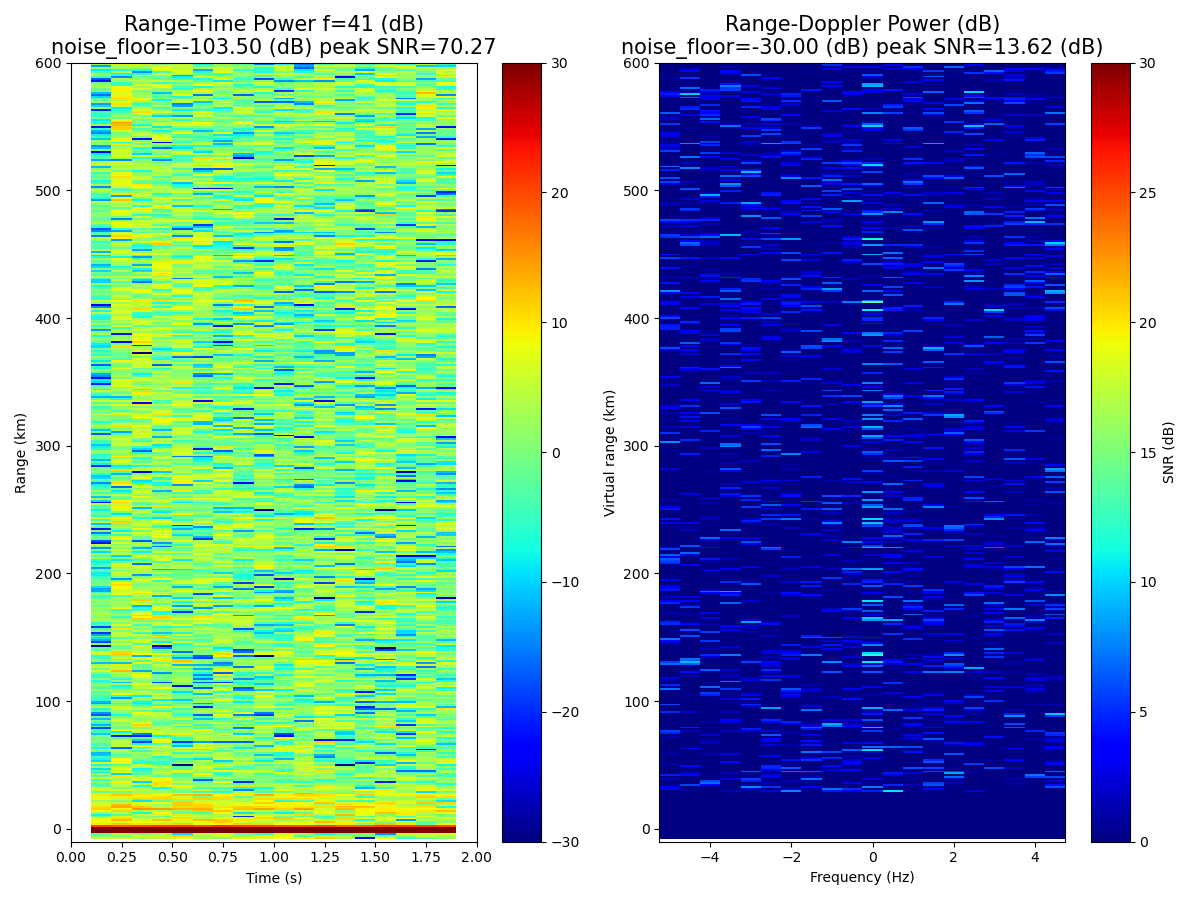 Range-Time Power f=41 (dB)
noise_floor=-103.50 (dB) peak SNR=70.27
Range-Doppler Power (dB)
noise_floor=-30.00 (dB) peak SNR=13.62 (dB)
600
500
400
300
200
100
0
Range (km)
0.00 0.25 0.50 0.75 1.00 1.25 1.50 1.75 2.00
Time (s)
30
20
10
0
−10
−20
−30
600
500
400
300
200
100
0
Virtual range (km)
−4 −2 0 2 4
Frequency (Hz)
30
25
20
15
10
5
0
SNR (dB)